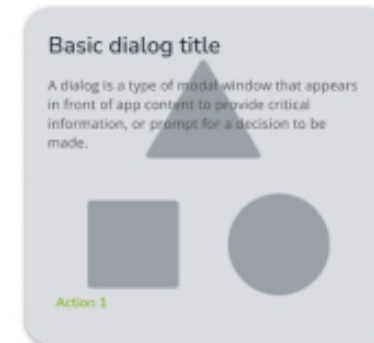 Basic dialog title
A dialog is a type of modal window that appears
in front of app content to provide critical
information, or prompt for a decision to be
made.
Action 1